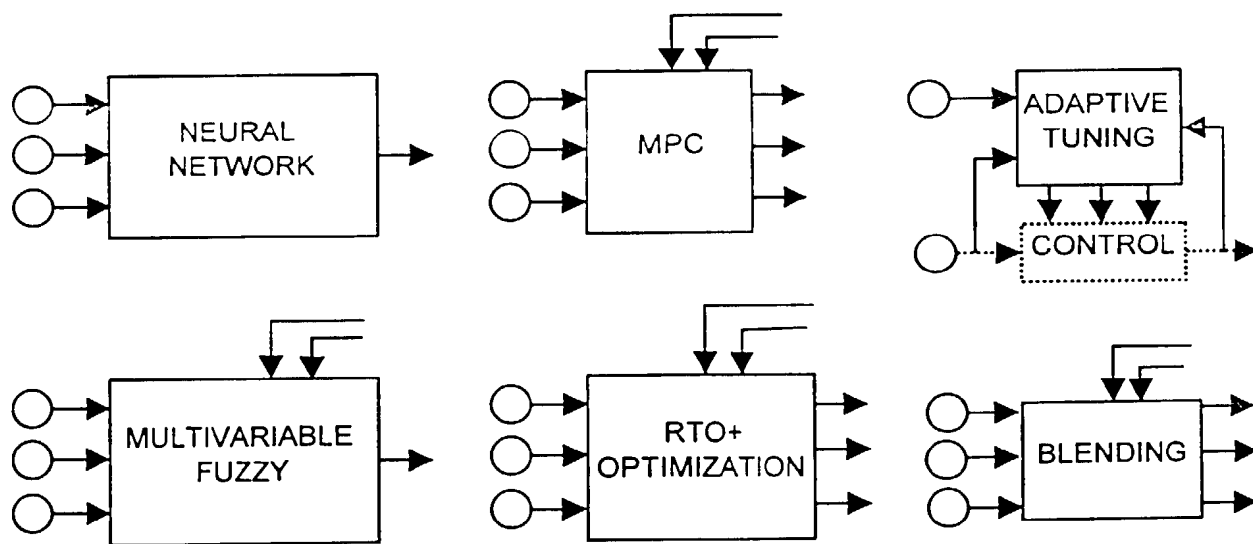 NEURAL
NETWORK
MPC
ADAPTIVE
TUNING
CONTROL
MULTIVARIABLE
FUZZY
RTO+
OPTIMIZATION
BLENDING